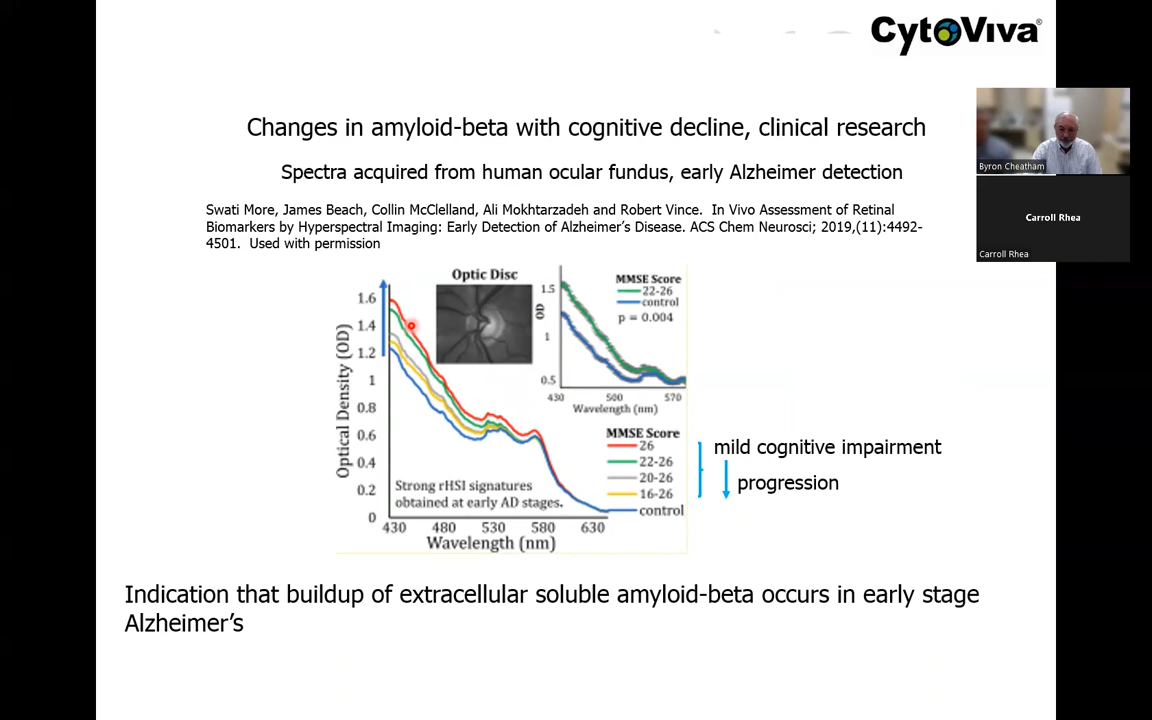 CytoViva®
Changes in amyloid-beta with cognitive decline, clinical research
Spectra acquired from human ocular fundus, early Alzheimer detection
Swati More, James Beach, Collin McClelland, Ali Mokhtarzadeh and Robert Vince. In Vivo Assessment of Retinal
Biomarkers by Hyperspectral Imaging: Early Detection of Alzheimer's Disease. ACS Chem Neurosci; 2019,(11):4492-
4501. Used with permission
Byron Cheatham
Carroll Rhea
Carroll Rhea
Optical Density (OD)
1.6
1.4
1.2
1
0.8
0.6
0.4
0.2
0
430 480 530 580 630
Wavelength (nm)
Optic Disc
Strong rHSI signatures
obtained at early AD stages.
OD
1.5
1
0.5
430 500 570
Wavelength (nm)
MMSE Score
22-26
control
p = 0.004
MMSE Score
26
22-26
20-26
16-26
control
mild cognitive impairment
progression
Indication that buildup of extracellular soluble amyloid-beta occurs in early stage
Alzheimer's